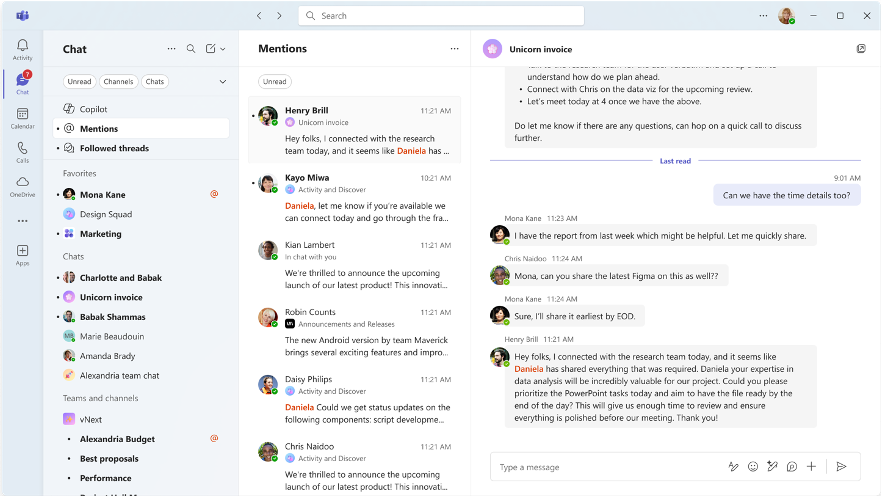 Search
Activity
7
Chat
Calendar
Calls
OneDrive
Apps
Chat
Unread
Channels
Chats
Copilot
Mentions
Followed threads
Favorites
Mona Kane
Design Squad
Marketing
Chats
Charlotte and Babak
Unicorn invoice
Babak Shammas
MB
Marie Beaudouin
Amanda Brady
Alexandria team chat
Teams and channels
vNext
Alexandria Budget
Best proposals
Performance
Mentions
Unread
Henry Brill
11:21 AM
Unicorn invoice
Hey folks, I connected with the research
team today, and it seems like Daniela has ...
Kayo Miwa
10:21 AM
Activity and Discover
Daniela, let me know if you're available we
can connect today and go through the fra...
Kian Lambert
11:21 AM
In chat with you
We're thrilled to announce the upcoming
launch of our latest product! This innovati...
Robin Counts
11:21 AM
Announcements and Releases
The new Android version by team Maverick
brings several exciting features and impro...
Daisy Philips
11:21 AM
Activity and Discover
Daniela Could we get status updates on the
following components: script developme...
Chris Naidoo
11:21 AM
Activity and Discover
We're thrilled to announce the upcoming
launch of our latest product! This innovati...
Unicorn invoice
understand how do we plan ahead.
• Connect with Chris on the data viz for the upcoming review.
• Let's meet today at 4 once we have the above.
Do let me know if there are any questions, can hop on a quick call to discuss
further.
Last read
9:01 AM
Can we have the time details too?
Mona Kane 11:23 AM
I have the report from last week which might be helpful. Let me quickly share.
Chris Naidoo 11:24 AM
Mona, can you share the latest Figma on this as well??
Mona Kane 11:24 AM
Sure, I'll share it earliest by EOD.
Henry Brill 11:21 AM
Hey folks, I connected with the research team today, and it seems like
Daniela has shared everything that was required. Daniela your expertise in
data analysis will be incredibly valuable for our project. Could you please
prioritize the PowerPoint tasks today and aim to have the file ready by the
end of the day? This will give us enough time to review and ensure
everything is polished before our meeting. Thank you!
Type a message